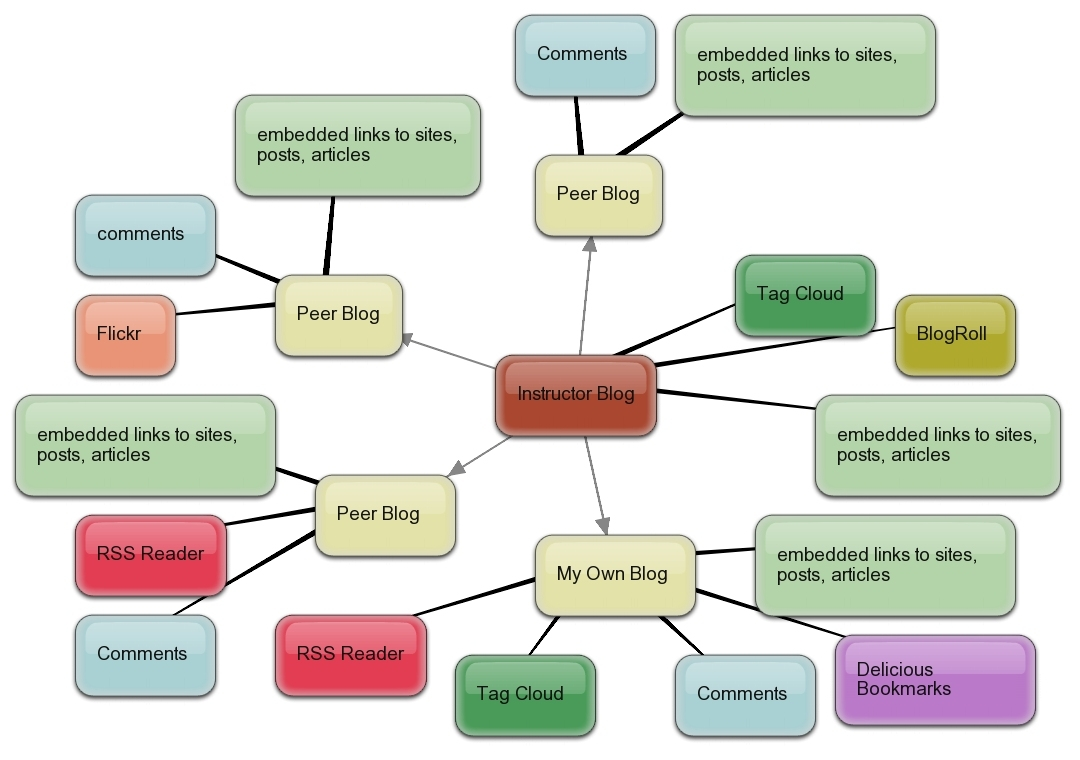 Comments
embedded links to sites,
posts, articles
embedded links to sites,
posts, articles
Peer Blog
comments
Tag Cloud
Peer Blog
Flickr
BlogRoll
Instructor Blog
embedded links to sites,
posts, articles
embedded links to sites,
posts, articles
Peer Blog
RSS Reader
My Own Blog
embedded links to sites,
posts, articles
Comments
RSS Reader
Tag Cloud
Comments
Delicious
Bookmarks